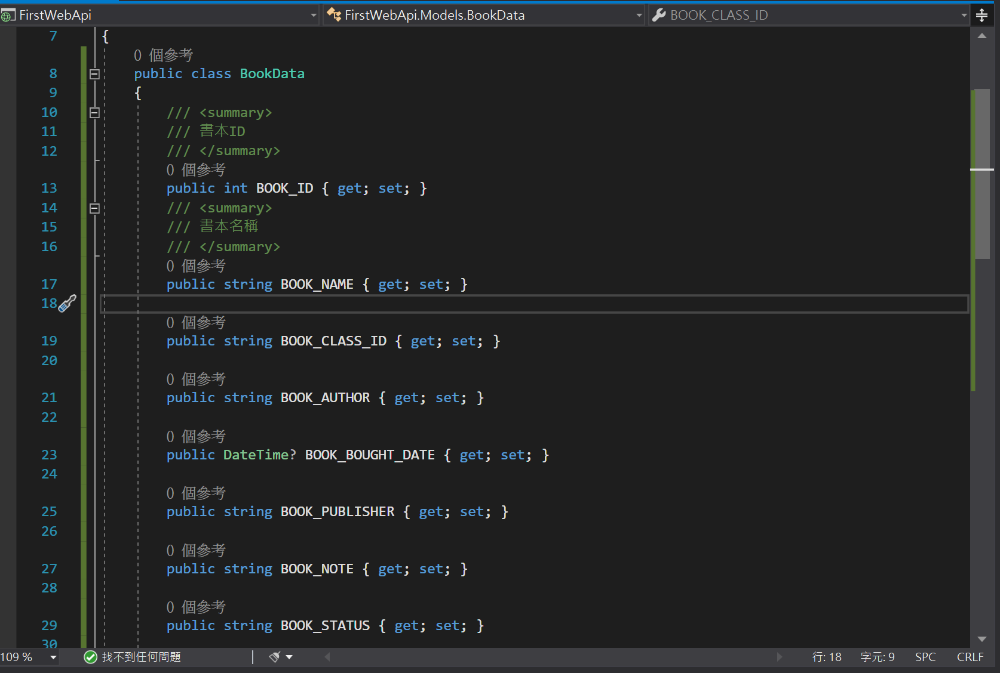 FirstWebApi FirstWebApi.Models.BookData BOOK_CLASS_ID
7 {
0 個參考
8 public class BookData
9 {
10 /// <summary>
11 /// 書本ID
12 /// </summary>
0 個參考
13 public int BOOK_ID { get; set; }
14 /// <summary>
15 /// 書本名稱
16 /// </summary>
0 個參考
17 public string BOOK_NAME { get; set; }
18
0 個參考
19 public string BOOK_CLASS_ID { get; set; }
20
0 個參考
21 public string BOOK_AUTHOR { get; set; }
22
0 個參考
23 public DateTime? BOOK_BOUGHT_DATE { get; set; }
24
0 個參考
25 public string BOOK_PUBLISHER { get; set; }
26
0 個參考
27 public string BOOK_NOTE { get; set; }
28
0 個參考
29 public string BOOK_STATUS { get; set; }
30
109 % 找不到任何問題 行: 18 字元: 9 SPC CRLF